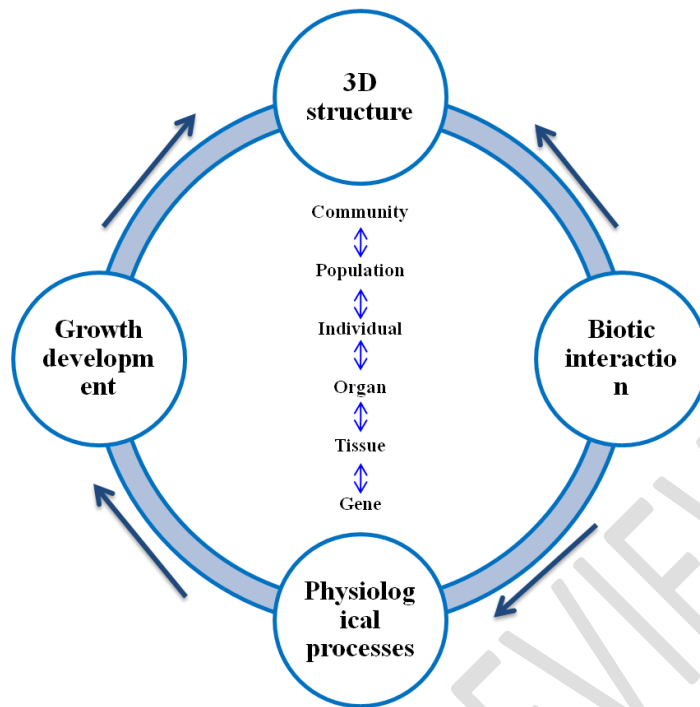 3D
structure
Community
Population
Individual
Organ
Tissue
Gene
Growth
developm
ent
Biotic
interactio
n
Physiolog
ical
processes